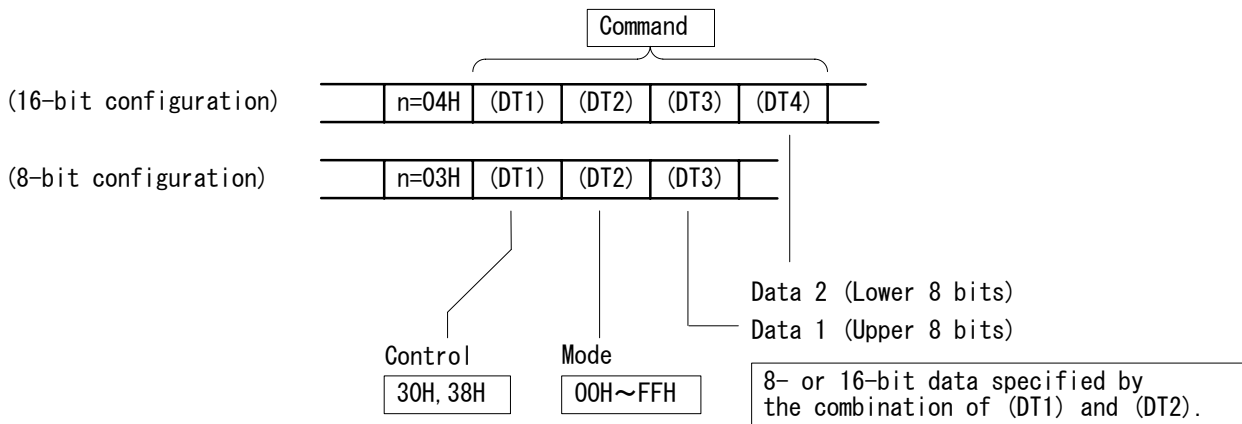 Command
(16-bit configuration) n=04H (DT1) (DT2) (DT3) (DT4)
(8-bit configuration) n=03H (DT1) (DT2) (DT3)
Data 2 (Lower 8 bits)
Data 1 (Upper 8 bits)
Control Mode
30H,38H 00H～FFH
8- or 16-bit data specified by
the combination of (DT1) and (DT2).